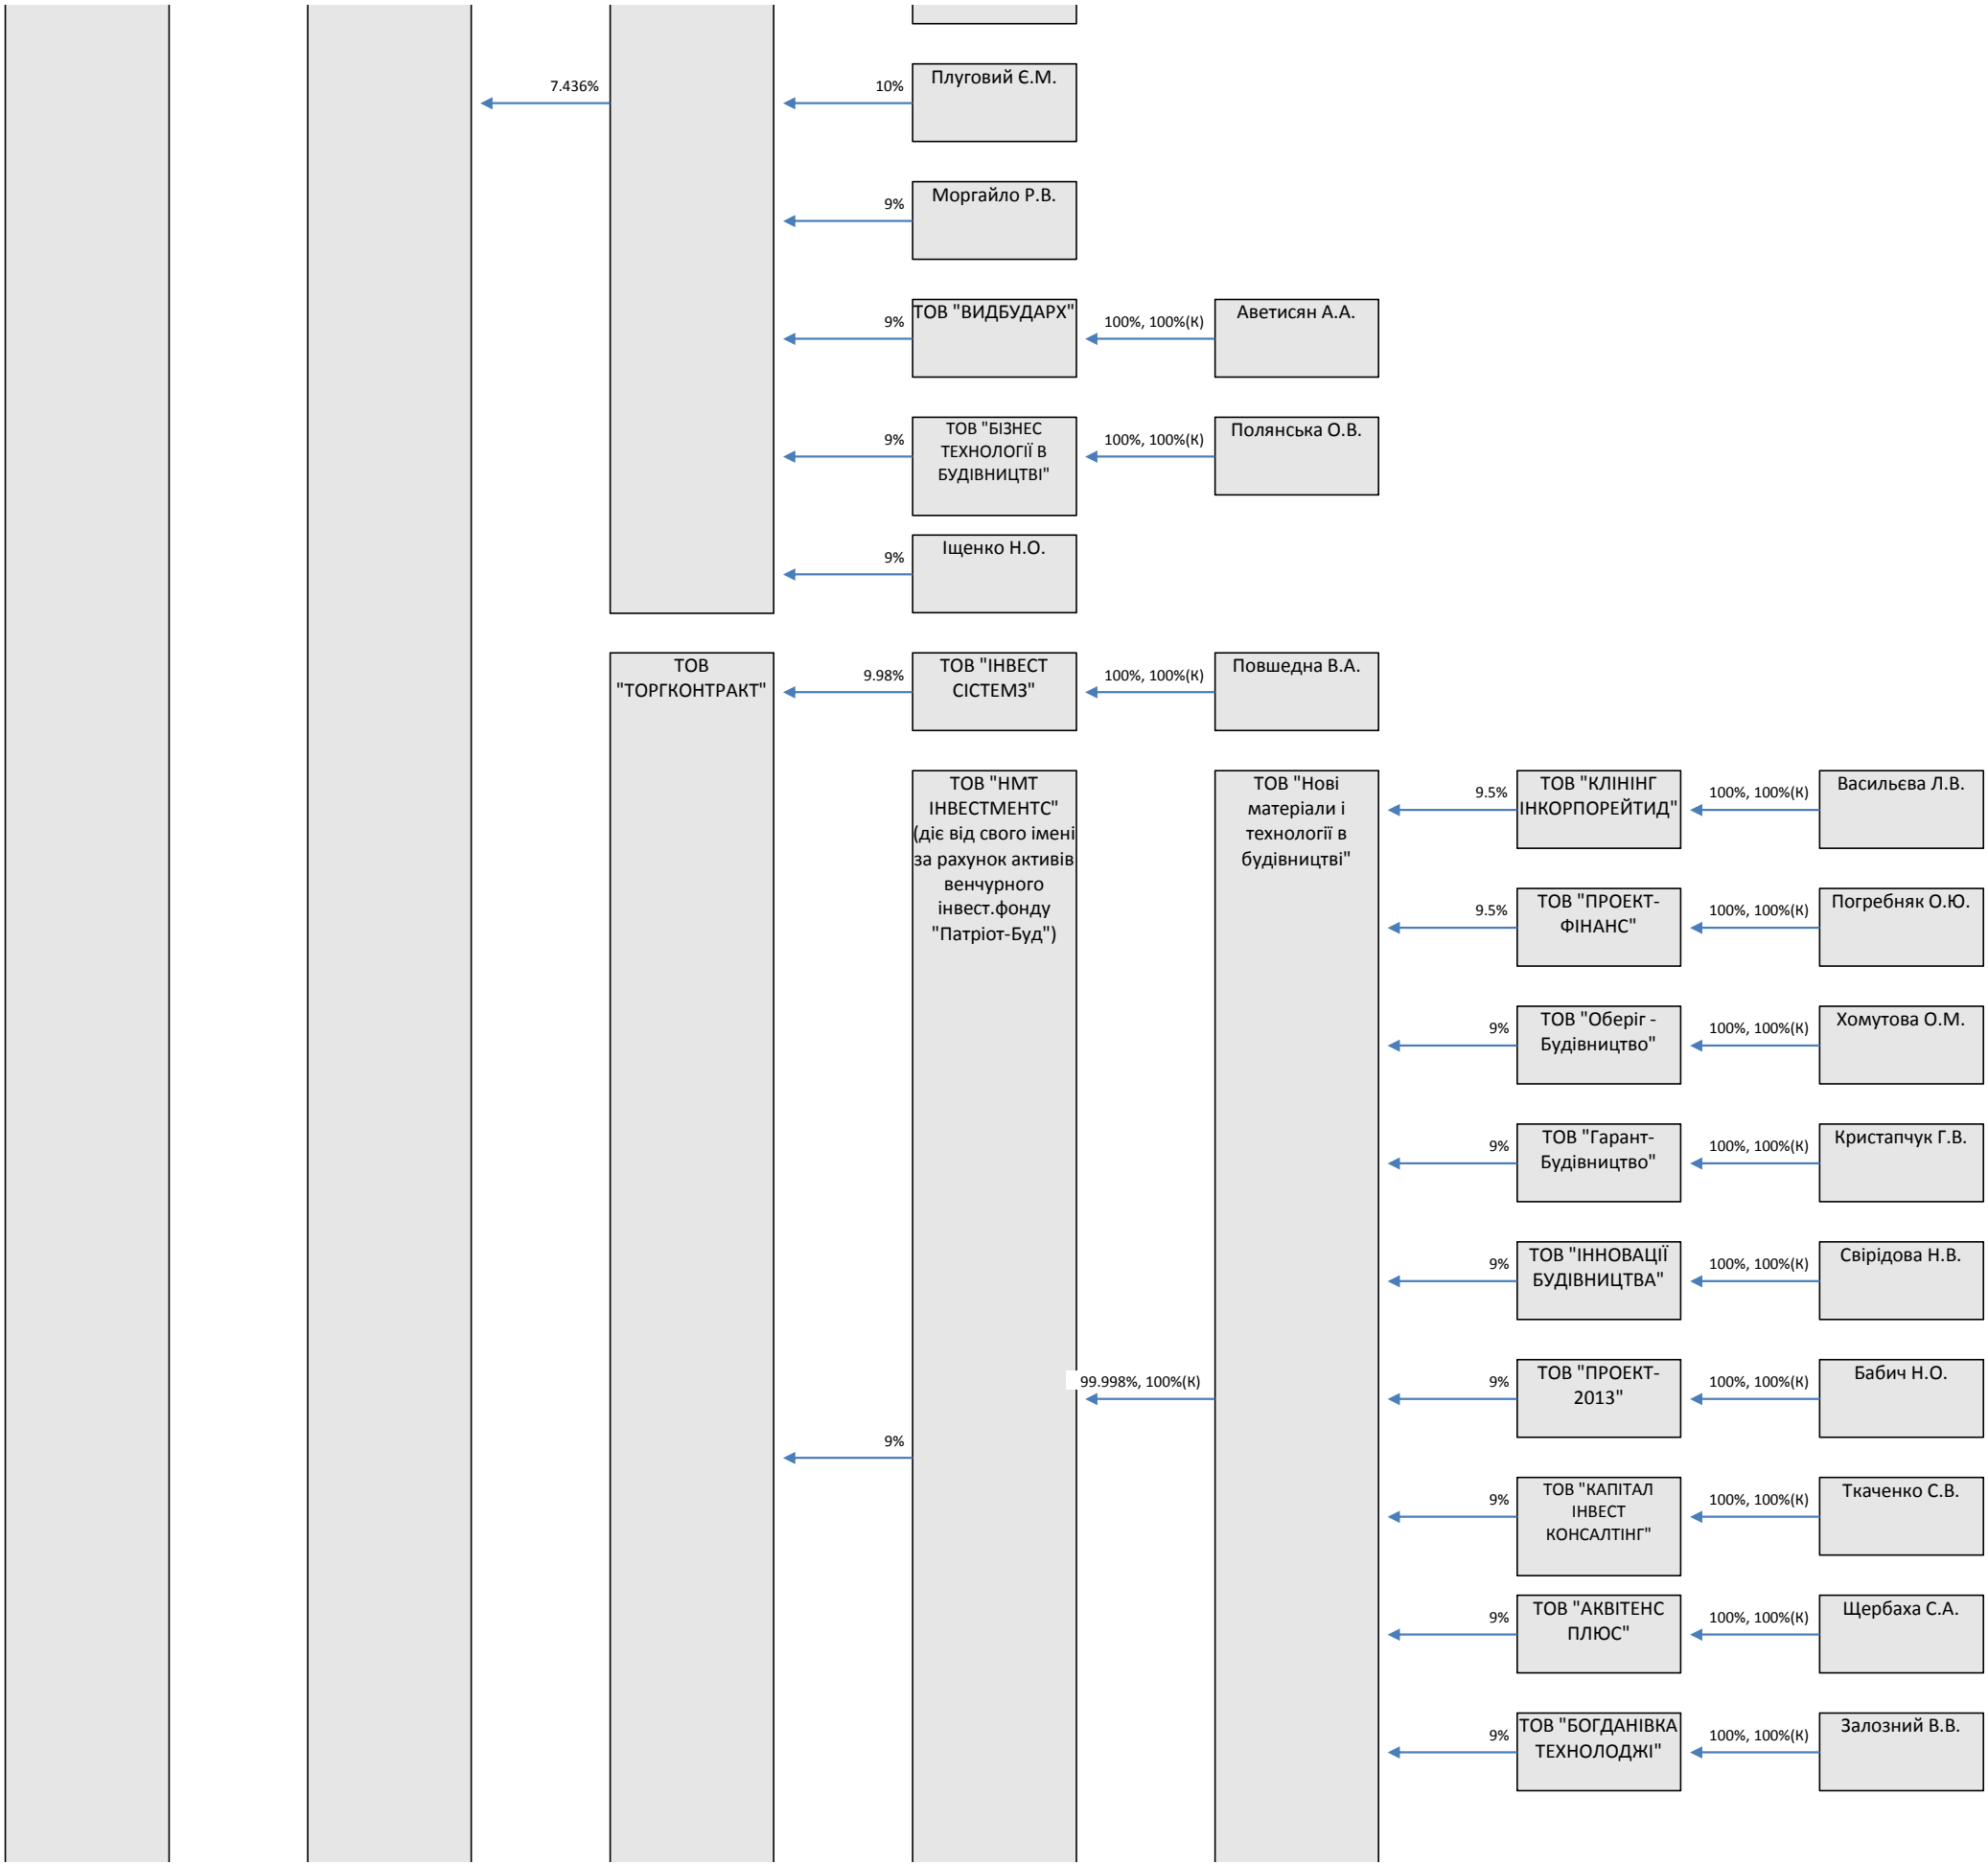 7.436%
10%
Плуговий Є.М.
9%
Моргайло Р.В.
9%
ТОВ "ВИДБУДАРХ"
100%, 100%(К)
Аветисян А.А.
9%
ТОВ "БІЗНЕС
ТЕХНОЛОГІЇ В
БУДІВНИЦТВІ"
100%, 100%(К)
Полянська О.В.
9%
Іщенко Н.О.
ТОВ
"ТОРГКОНТРАКТ"
9.98%
ТОВ "ІНВЕСТ
СІСТЕМЗ"
100%, 100%(К)
Повшедна В.А.
ТОВ "НМТ
ІНВЕСТМЕНТС"
(діє від свого імені
за рахунок активів
венчурного
інвест.фонду
"Патріот-Буд")
ТОВ "Нові
матеріали і
технології в
будівництві"
9.5%
ТОВ "КЛІНІНГ
ІНКОРПОРЕЙТИД"
100%, 100%(К)
Васильєва Л.В.
9.5%
ТОВ "ПРОЕКТ-
ФІНАНС"
100%, 100%(К)
Погребняк О.Ю.
9%
ТОВ "Оберіг -
Будівництво"
100%, 100%(К)
Хомутова О.М.
9%
ТОВ "Гарант-
Будівництво"
100%, 100%(К)
Кристапчук Г.В.
9%
ТОВ "ІННОВАЦІЇ
БУДІВНИЦТВА"
100%, 100%(К)
Свірідова Н.В.
99.998%, 100%(К)
9%
ТОВ "ПРОЕКТ-
2013"
100%, 100%(К)
Бабич Н.О.
9%
9%
ТОВ "КАПІТАЛ
ІНВЕСТ
КОНСАЛТІНГ"
100%, 100%(К)
Ткаченко С.В.
9%
ТОВ "АКВІТЕНС
ПЛЮС"
100%, 100%(К)
Щербаха С.А.
9%
ТОВ "БОГДАНІВКА
ТЕХНОЛОДЖІ"
100%, 100%(К)
Залозний В.В.